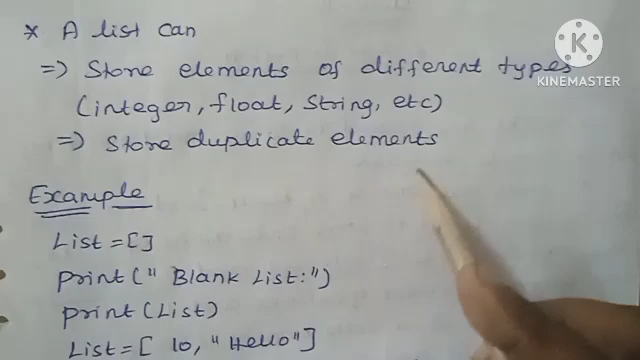 * A list can
=> Store elements of different types
(integer, float, String, etc)
=> Store duplicate elements
Example
List=[]
print(" Blank List:")
print(List)
List=[ 10, "Hello"]
K
KINEMASTER